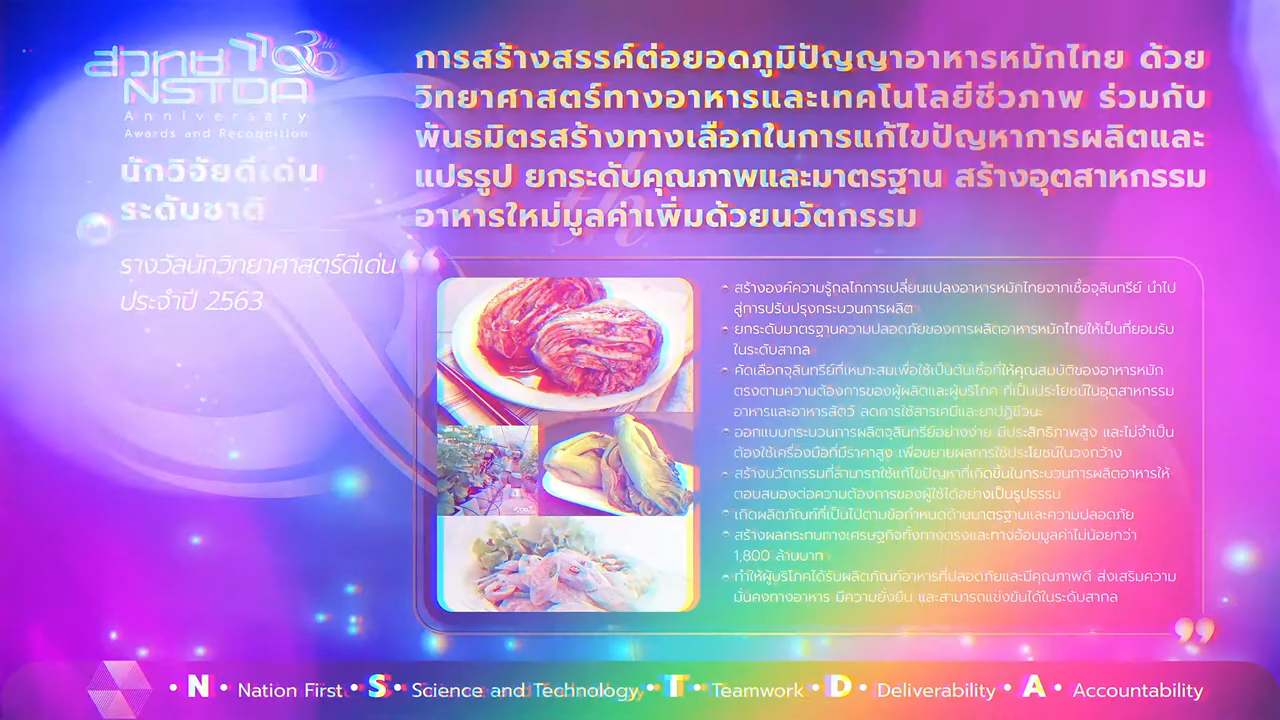 สวทช
30th
NSTDA
Anniversary
Awards and Recognition
นักวิจัยดีเด่น
ระดับชาติ
รางวัลนักวิทยาศาสตร์ดีเด่น
ประจำปี 2563
การสร้างสรรค์ต่อยอดภูมิปัญญาอาหารหมักไทย ด้วย
วิทยาศาสตร์ทางอาหารและเทคโนโลยีชีวภาพ ร่วมกับ
พันธมิตรสร้างทางเลือกในการแก้ไขปัญหาการผลิตและ
แปรรูป ยกระดับคุณภาพและมาตรฐาน สร้างอุตสาหกรรม
อาหารใหม่มูลค่าเพิ่มด้วยนวัตกรรม
สร้างองค์ความรู้กลไกการเปลี่ยนแปลงอาหารหมักไทยจากเชื้อจุลินทรีย์ นำไป
สู่การปรับปรุงกระบวนการผลิต
ยกระดับมาตรฐานความปลอดภัยของการผลิตอาหารหมักไทยให้เป็นที่ยอมรับ
ในระดับสากล
คัดเลือกจุลินทรีย์ที่เหมาะสมเพื่อใช้เป็นต้นเชื้อที่ให้คุณสมบัติของอาหารหมัก
ตรงตามความต้องการของผู้ผลิตและผู้บริโภค ที่เป็นประโยชน์ในอุตสาหกรรม
อาหารและอาหารสัตว์ ลดการใช้สารเคมีและยาปฏิชีวนะ
ออกแบบกระบวนการผลิตจุลินทรีย์อย่างง่าย มีประสิทธิภาพสูง และไม่จำเป็น
ต้องใช้เครื่องมือที่มีราคาสูง เพื่อขยายผลการใช้ประโยชน์ในวงกว้าง
สร้างนวัตกรรมที่สามารถใช้แก้ไขปัญหาที่เกิดขึ้นในกระบวนการผลิตอาหารให้
ตอบสนองต่อความต้องการของผู้ใช้ได้อย่างเป็นรูปธรรม
เกิดผลิตภัณฑ์ที่เป็นไปตามข้อกำหนดด้านมาตรฐานและความปลอดภัย
สร้างผลกระทบทางเศรษฐกิจทั้งทางตรงและทางอ้อมมูลค่าไม่น้อยกว่า
1,800 ล้านบาท
ทำให้ผู้บริโภคได้รับผลิตภัณฑ์อาหารที่ปลอดภัยและมีคุณภาพดี ส่งเสริมความ
มั่นคงทางอาหาร มีความยั่งยืน และสามารถแข่งขันได้ในระดับสากล
• N • Nation First • S • Science and Technology • T • Teamwork • D • Deliverability • A • Accountability